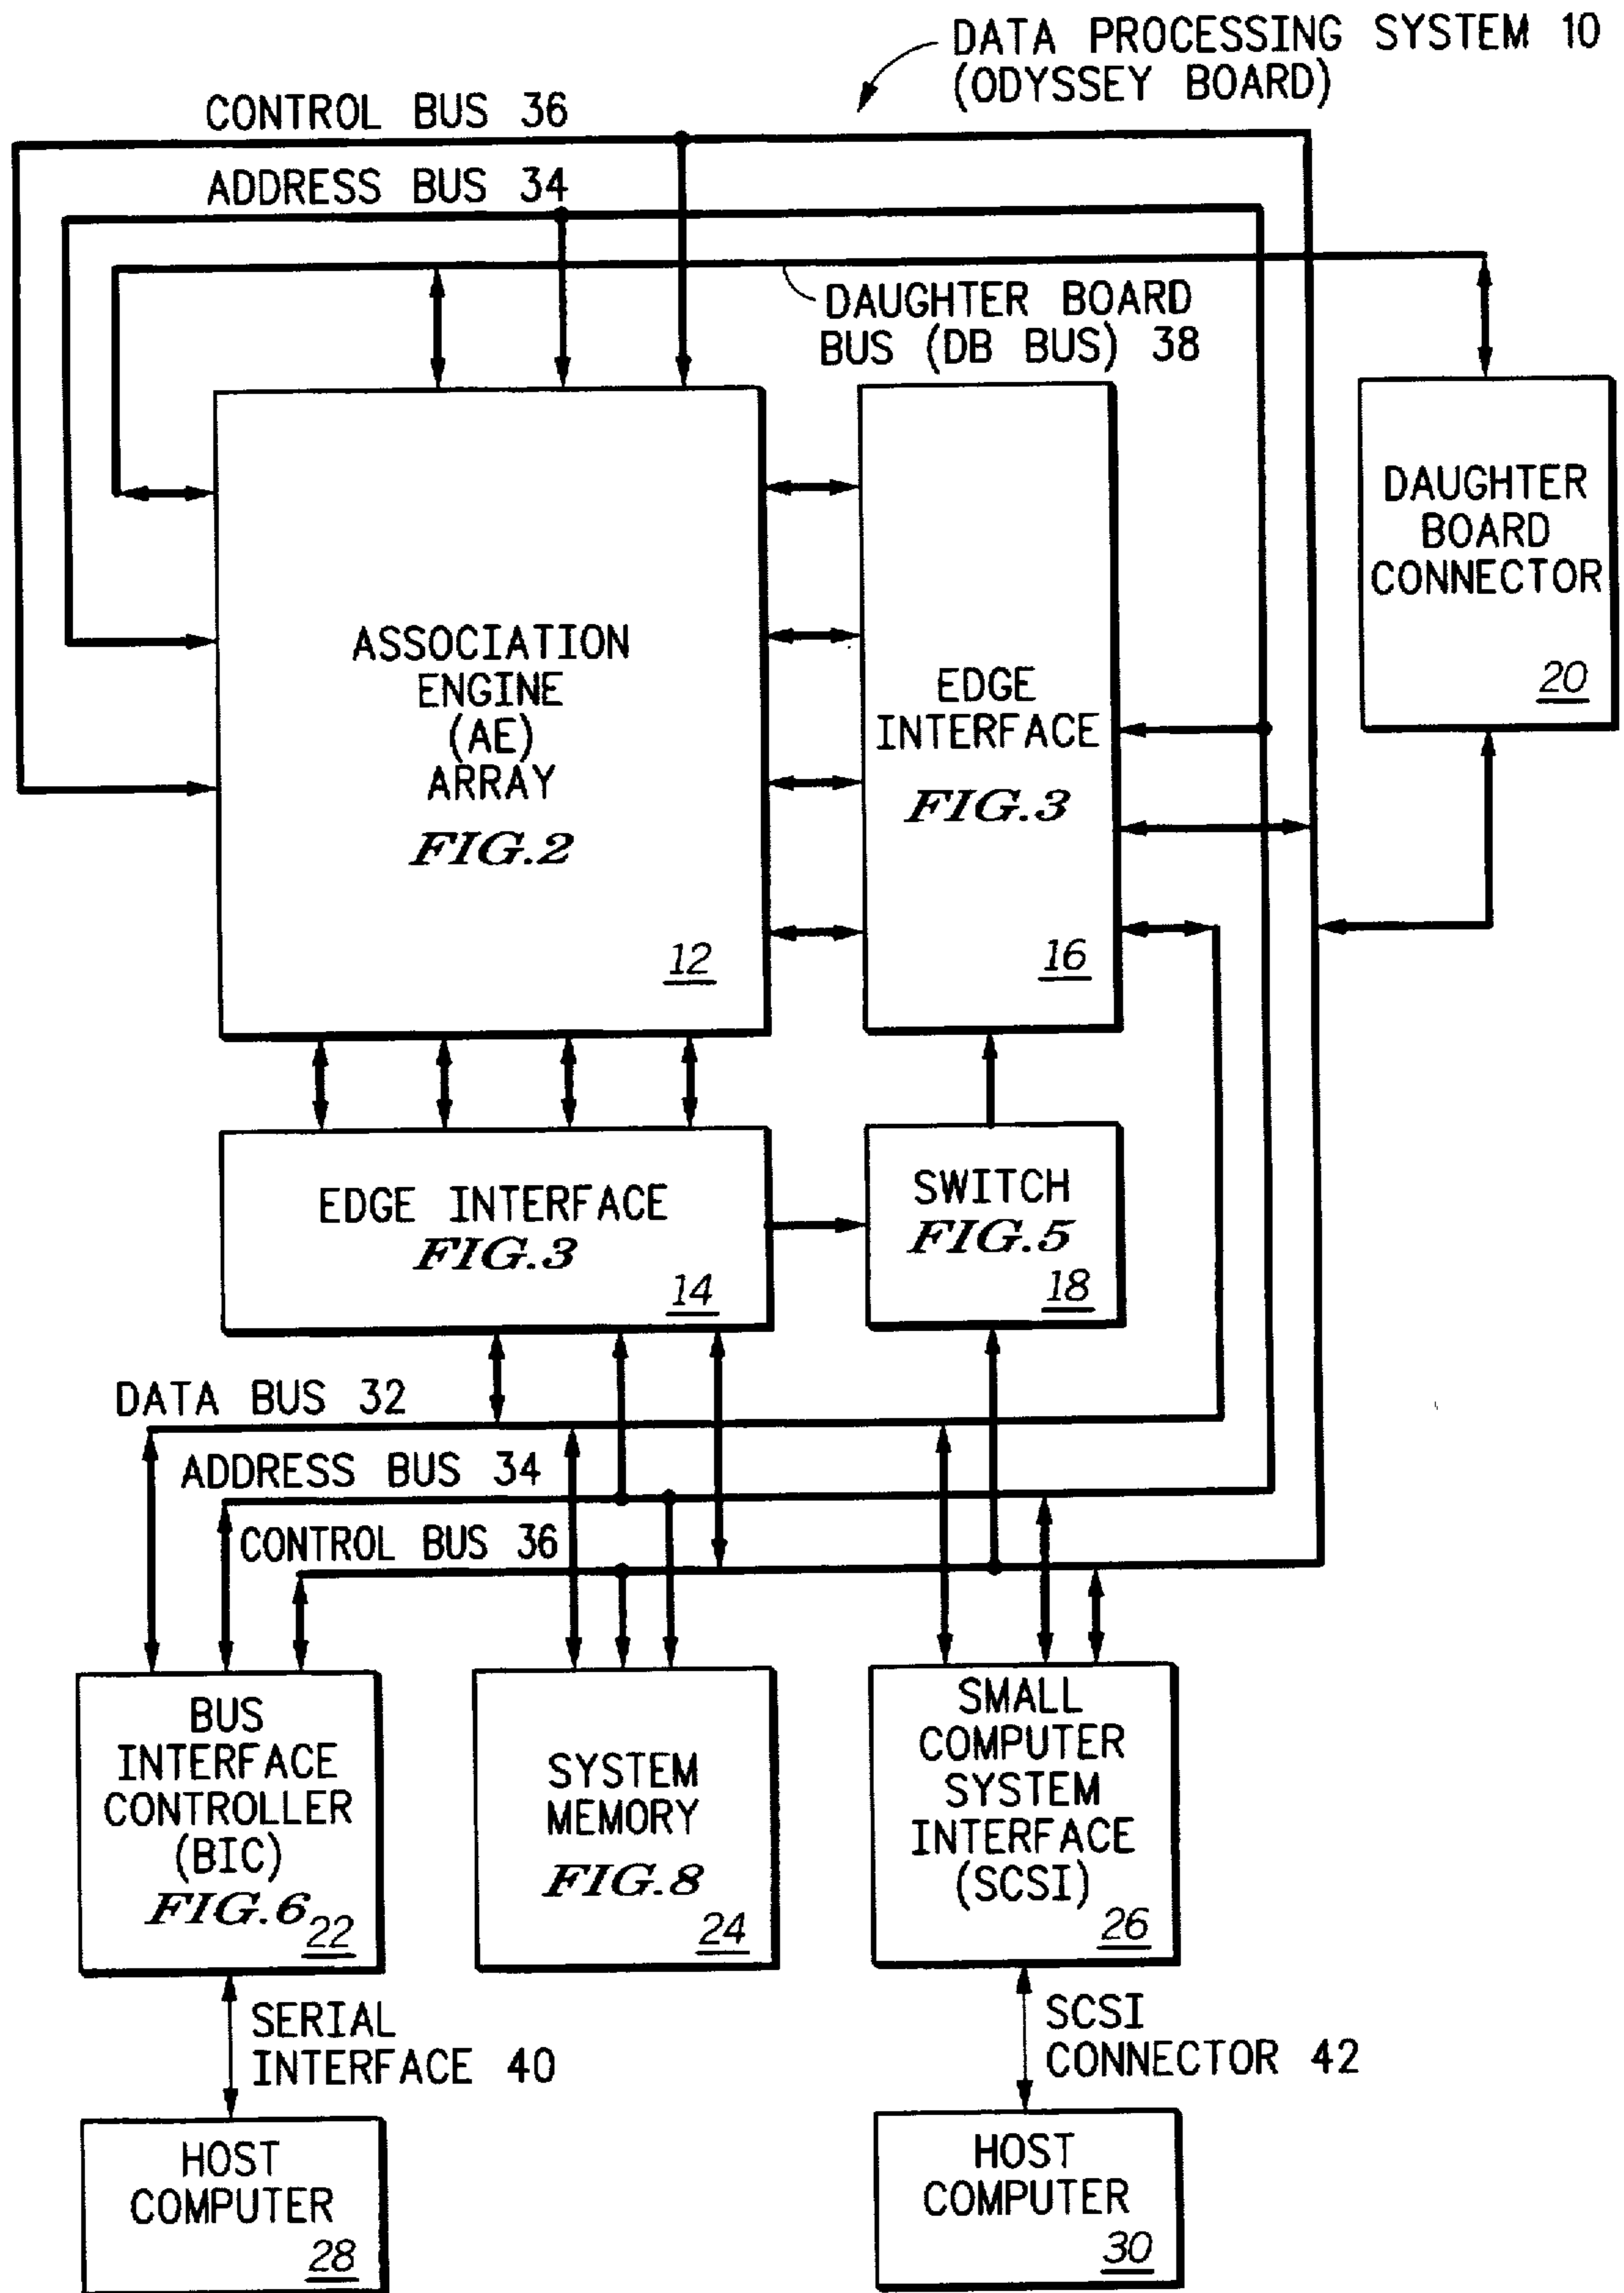 DATA PROCESSING SYSTEM 10
(ODYSSEY BOARD)
CONTROL BUS 36
ADDRESS BUS 34
DAUGHTER BOARD
BUS (DB BUS) 38
ASSOCIATION
ENGINE
(AE)
ARRAY
FIG.2
12
EDGE
INTERFACE
FIG.3
16
DAUGHTER
BOARD
CONNECTOR
20
EDGE INTERFACE
FIG.3
14
SWITCH
FIG.5
18
DATA BUS 32
ADDRESS BUS 34
CONTROL BUS 36
BUS
INTERFACE
CONTROLLER
(BIC)
FIG.6
22
SYSTEM
MEMORY
FIG.8
24
SMALL
COMPUTER
SYSTEM
INTERFACE
(SCSI)
26
SERIAL
INTERFACE 40
SCSI
CONNECTOR 42
HOST
COMPUTER
28
HOST
COMPUTER
30